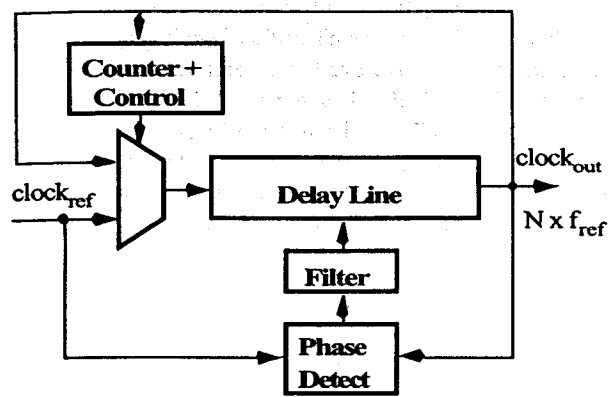 Counter +
Control
clock_ref
Delay Line
clock_out
N x f_ref
Filter
Phase
Detect